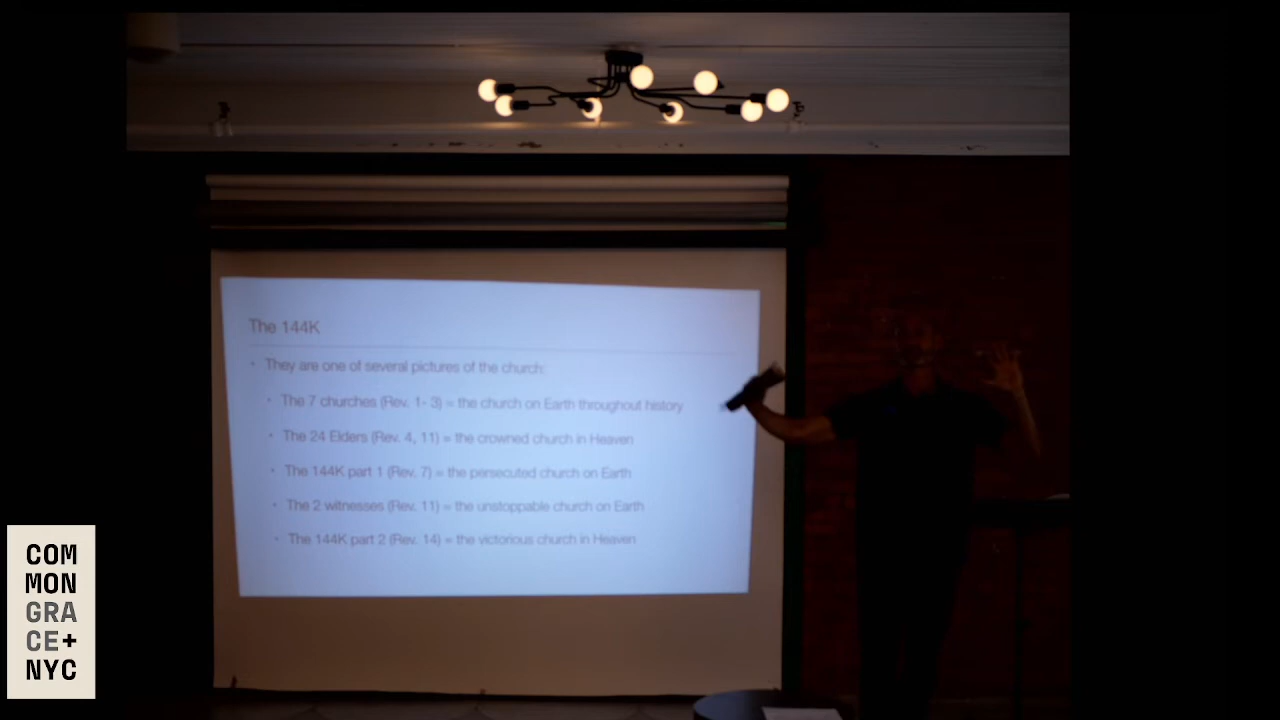 The 144K
• They are one of several pictures of the church:
• The 7 churches (Rev. 1- 3) = the church on Earth throughout history
• The 24 Elders (Rev. 4, 11) = the crowned church in Heaven
• The 144K part 1 (Rev. 7) = the persecuted church on Earth
• The 2 witnesses (Rev. 11) = the unstoppable church on Earth
• The 144K part 2 (Rev. 14) = the victorious church in Heaven
COM
MON
GRA
CE+
NYC